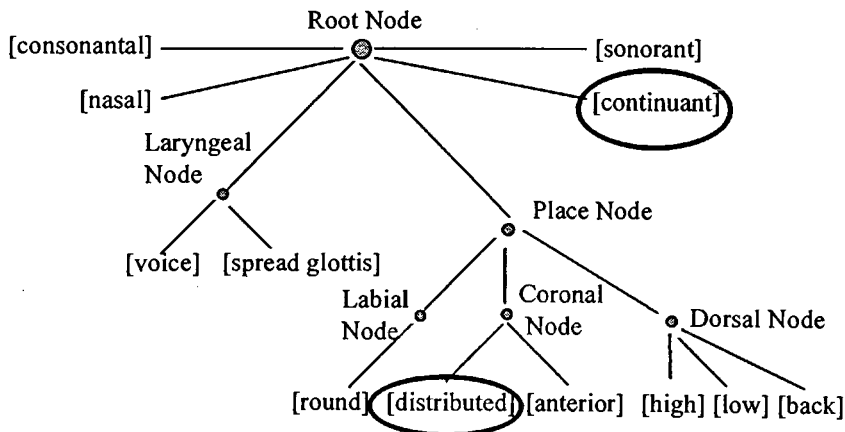 Root Node
[consonantal] [sonorant]
[nasal] [continuant]
Laryngeal
Node
Place Node
[voice] [spread glottis]
Labial
Node
Coronal
Node
Dorsal Node
[round] [distributed] [anterior] [high] [low] [back]